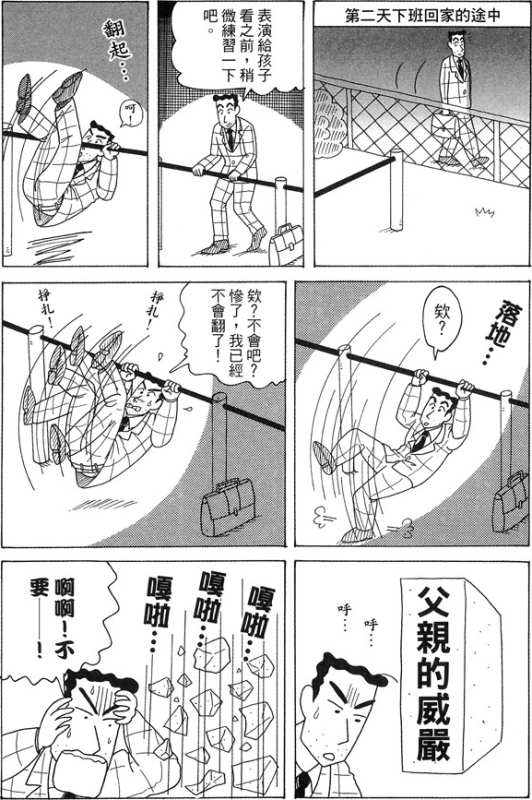 第二天下班回家的途中
表演給孩子
看之前，稍
微練習一下
吧。
翻起…
呵！
落地…
欸？
欸？不會吧？
慘了，我已經
不會翻了！
掙扎！
掙扎！
父親的威嚴
呼…
呼…
嘎啦…
嘎啦…
嘎啦…
啊啊！不
要——！